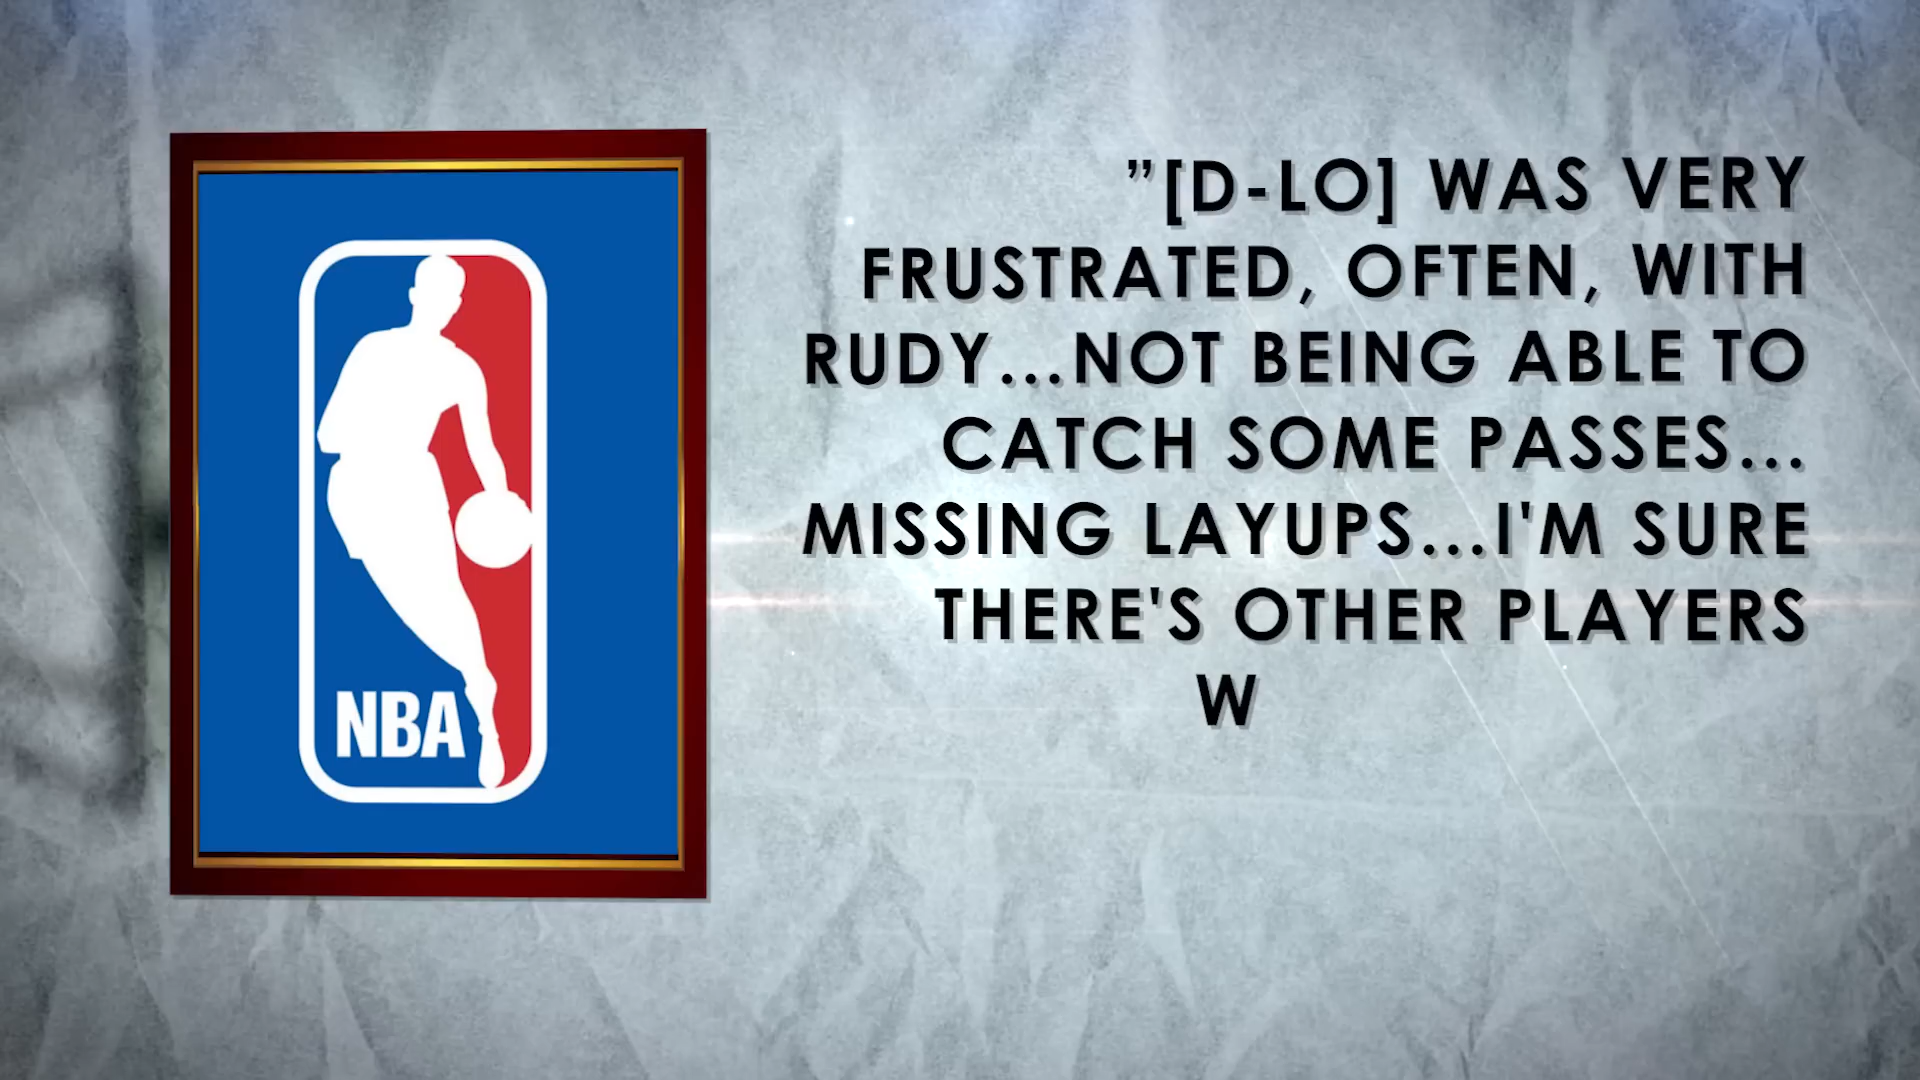 NBA
”[D-LO] WAS VERY
FRUSTRATED, OFTEN, WITH
RUDY...NOT BEING ABLE TO
CATCH SOME PASSES...
MISSING LAYUPS...I'M SURE
THERE'S OTHER PLAYERS
W